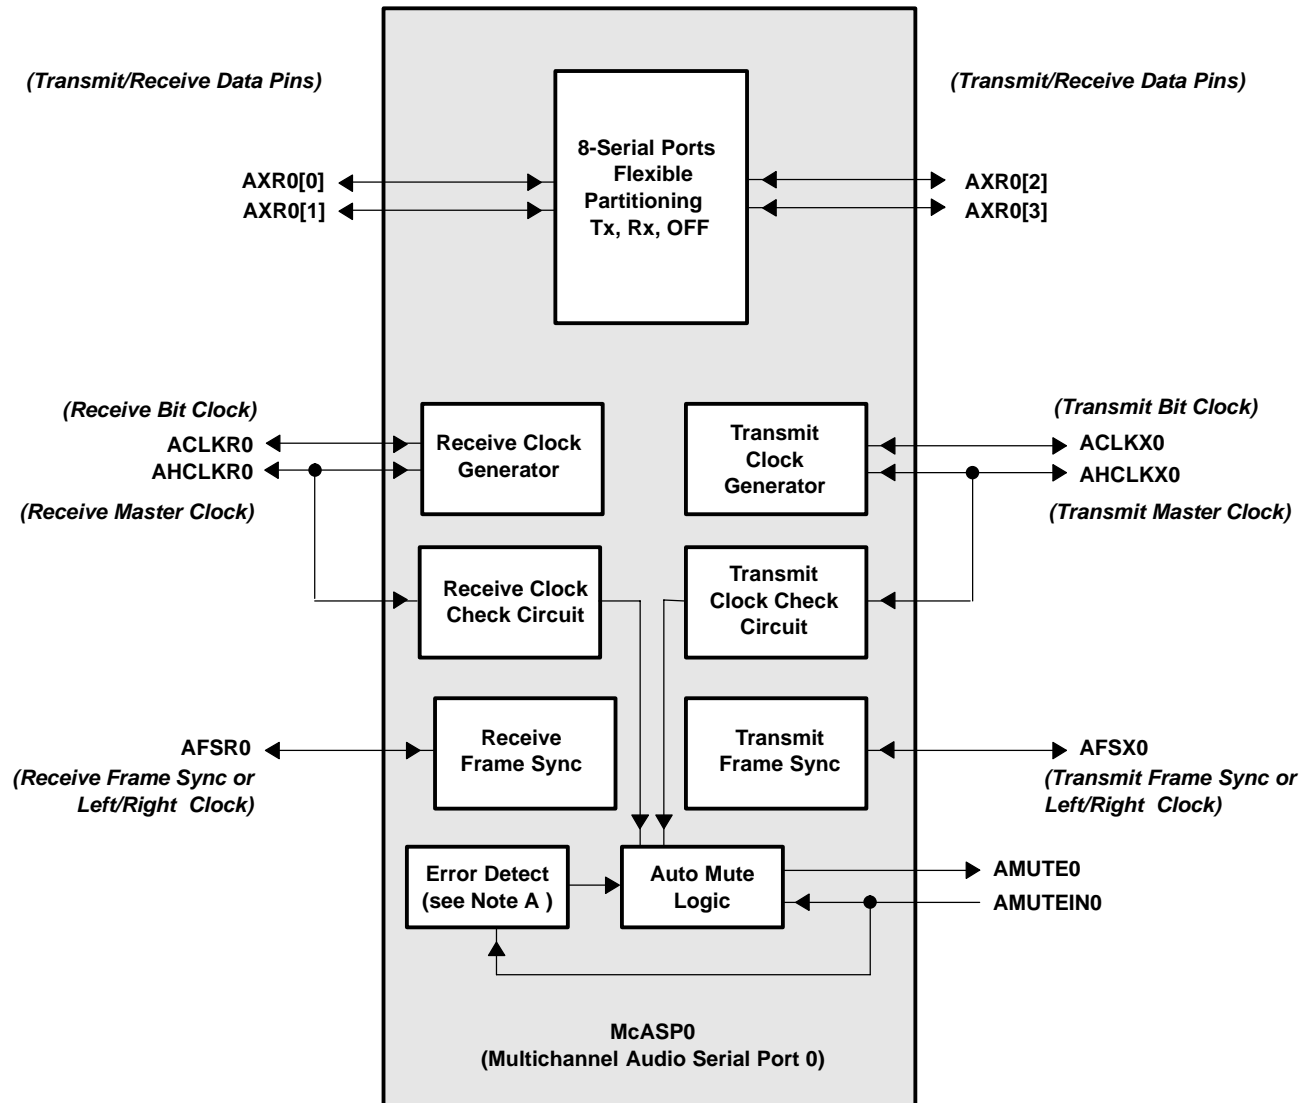 (Transmit/Receive Data Pins)
(Transmit/Receive Data Pins)
8-Serial Ports
Flexible
Partitioning
Tx, Rx, OFF
AXR0[0]
AXR0[1]
AXR0[2]
AXR0[3]
(Receive Bit Clock)
ACLKR0
AHCLKR0
(Receive Master Clock)
Receive Clock
Generator
Transmit
Clock
Generator
(Transmit Bit Clock)
ACLKX0
AHCLKX0
(Transmit Master Clock)
Receive Clock
Check Circuit
Transmit
Clock Check
Circuit
AFSR0
(Receive Frame Sync or
Left/Right Clock)
Receive
Frame Sync
Transmit
Frame Sync
AFSX0
(Transmit Frame Sync or
Left/Right Clock)
Error Detect
(see Note A )
Auto Mute
Logic
AMUTE0
AMUTEIN0
McASP0
(Multichannel Audio Serial Port 0)